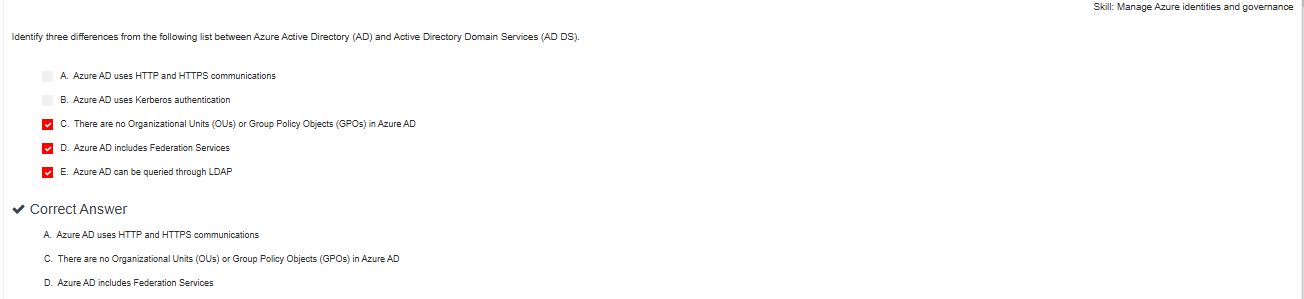 Skill: Manage Azure identities and governance
Identify three differences from the following list between Azure Active Directory (AD) and Active Directory Domain Services (AD DS).
A. Azure AD uses HTTP and HTTPS communications
B. Azure AD uses Kerberos authentication
C. There are no Organizational Units (OUs) or Group Policy Objects (GPOs) in Azure AD
D. Azure AD includes Federation Services
E. Azure AD can be queried through LDAP
Correct Answer
A. Azure AD uses HTTP and HTTPS communications
C. There are no Organizational Units (OUs) or Group Policy Objects (GPOs) in Azure AD
D. Azure AD includes Federation Services